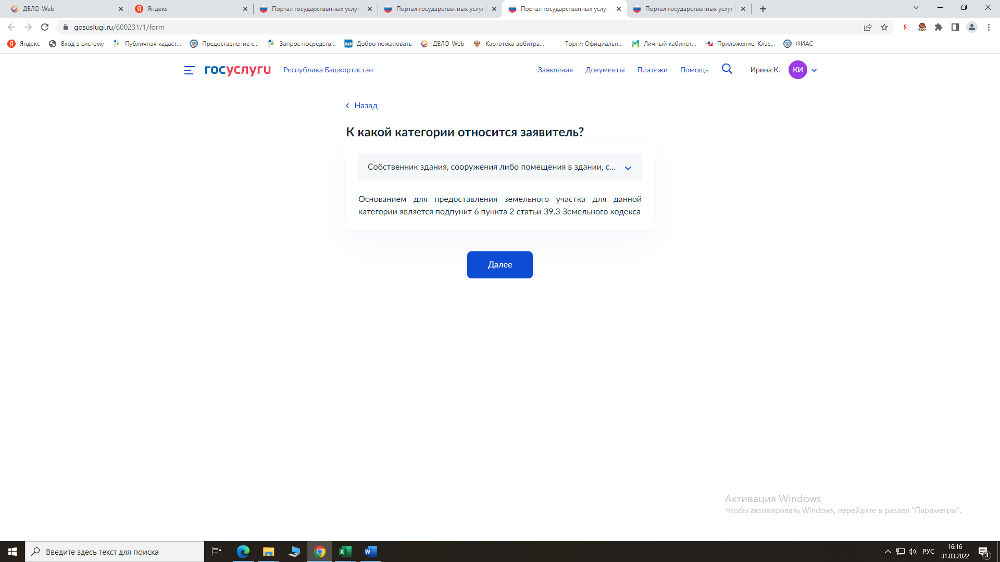 ДЕЛО-Web
Яндекс
Портал государственных услуг
Портал государственных услуг
Портал государственных услуг
Портал государственных услуг
gosuslugi.ru/600231/1/form
Яндекс
Вход в систему
Публичная кадаст...
Предоставление с...
Запрос посредств...
Добро пожаловать
ДЕЛО-Web
Картотека арбитра...
Торги: Официальн...
Личный кабинет...
Приложение. Клас...
ФИАС
госуслуги
Республика Башкортостан
Заявления
Документы
Платежи
Помощь
Ирина К.
КИ
Назад
К какой категории относится заявитель?
Собственник здания, сооружения либо помещения в здании, с...
Основанием для предоставления земельного участка для данной
категории является подпункт 6 пункта 2 статьи 39.3 Земельного кодекса
Далее
Активация Windows
Чтобы активировать Windows, перейдите в раздел "Параметры".
Введите здесь текст для поиска
РУС
16:16
31.03.2022
3